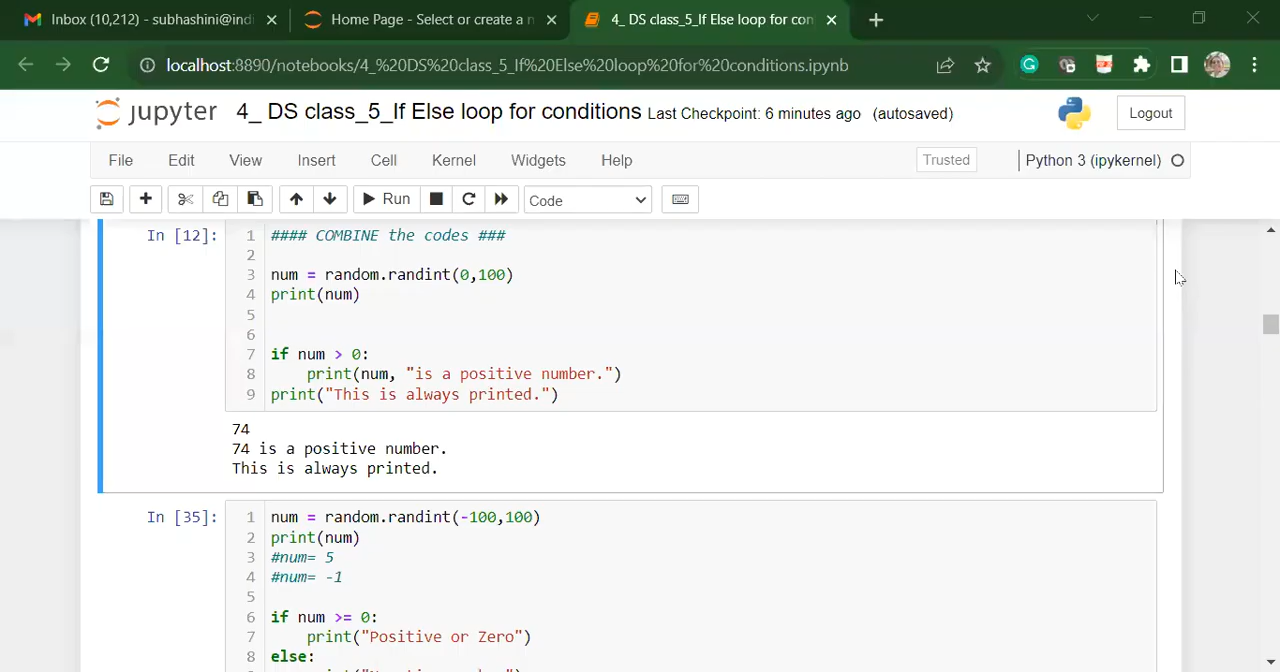 Inbox (10,212) - subhashini@indi
Home Page - Select or create a n
4_ DS class_5_If Else loop for con
localhost:8890/notebooks/4_%20DS%20class_5_If%20Else%20loop%20for%20conditions.ipynb
jupyter 4_ DS class_5_If Else loop for conditions Last Checkpoint: 6 minutes ago (autosaved)
Logout
File Edit View Insert Cell Kernel Widgets Help Trusted Python 3 (ipykernel)
Run Code
In [12]: 1 #### COMBINE the codes ###
2
3 num = random.randint(0,100)
4 print(num)
5
6
7 if num > 0:
8 print(num, "is a positive number.")
9 print("This is always printed.")
74
74 is a positive number.
This is always printed.
In [35]: 1 num = random.randint(-100,100)
2 print(num)
3 #num= 5
4 #num= -1
5
6 if num >= 0:
7 print("Positive or Zero")
8 else: